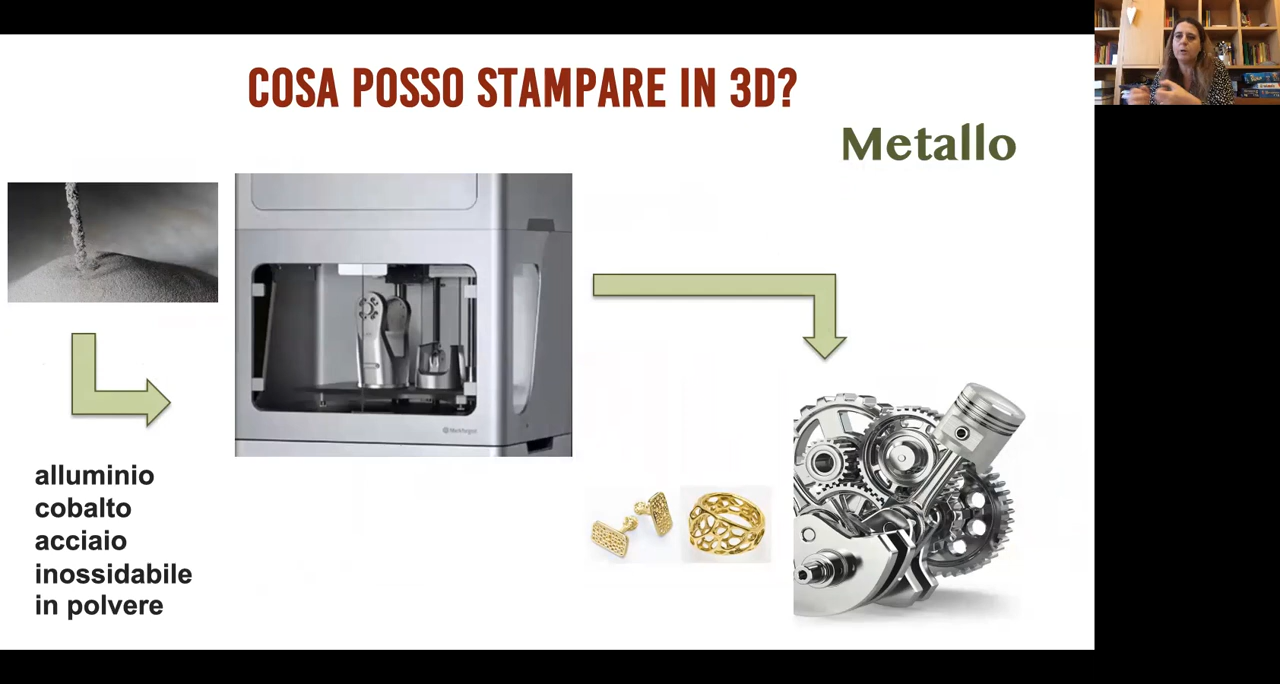 COSA POSSO STAMPARE IN 3D?
Metallo
alluminio
cobalto
acciaio
inossidabile
in polvere